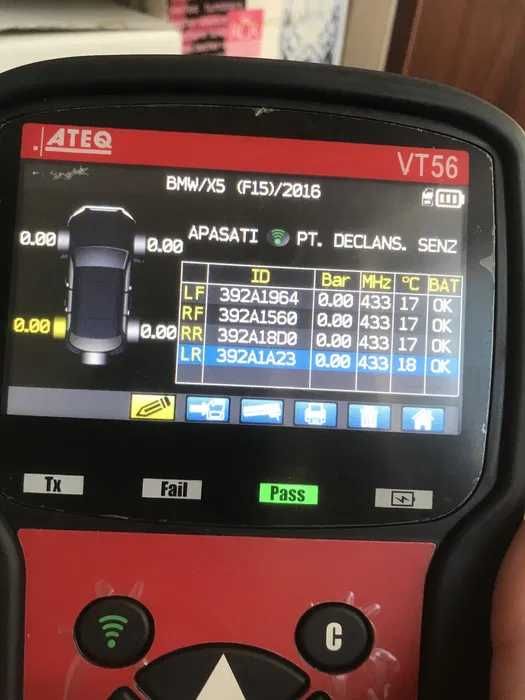 ATEQ
VT56
BMW/X5 (F15)/2016
APASATI PT. DECLANS. SENZ
0.00 0.00
0.00 0.00
ID Bar MHz °C BAT
LF 392A1964 0.00 433 17 OK
RF 392A1560 0.00 433 17 OK
RR 392A18D0 0.00 433 17 OK
LR 392A1A23 0.00 433 18 OK
Tx Fail Pass
C